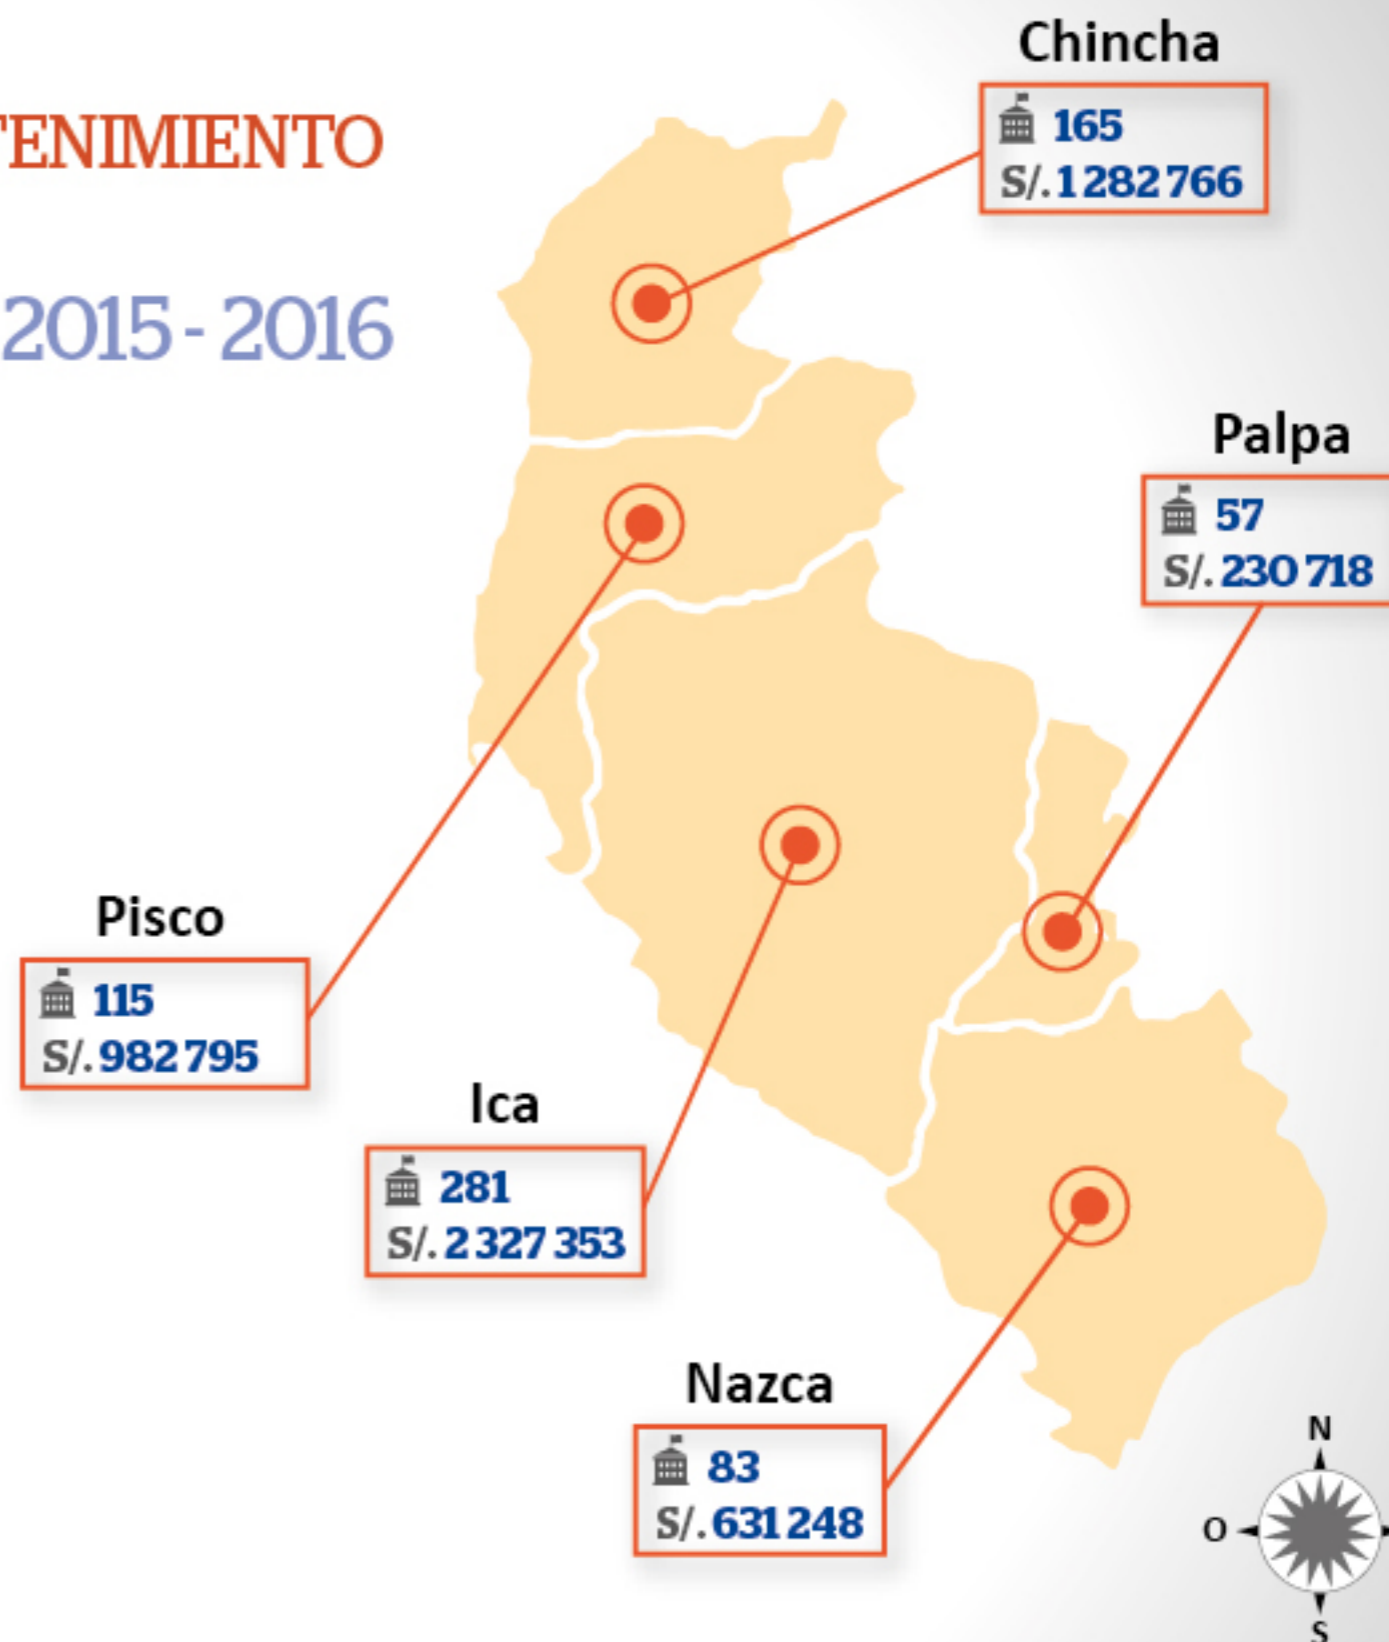 Chincha
165
S/. 1 282 766
TENIMIENTO
2015 - 2016
Palpa
57
S/. 230 718
Pisco
115
S/. 982 795
Ica
281
S/. 2 327 353
Nazca
83
S/. 631 248
N
O
S